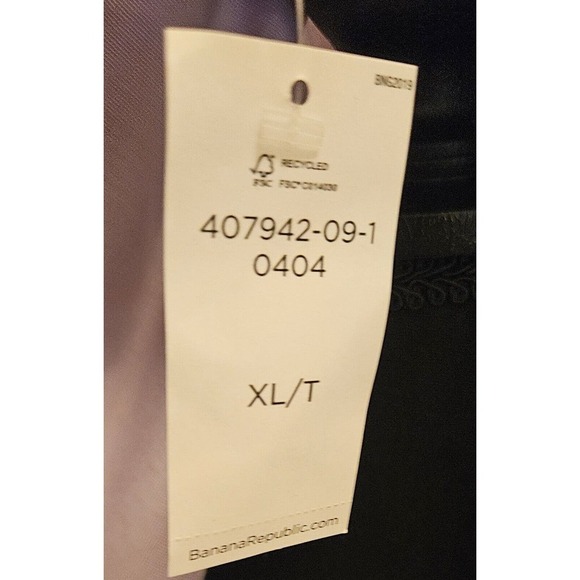 BNS2019
RECYCLED
FSC FSC® C014030
407942-09-1
0404
XL/T
BananaRepublic.com